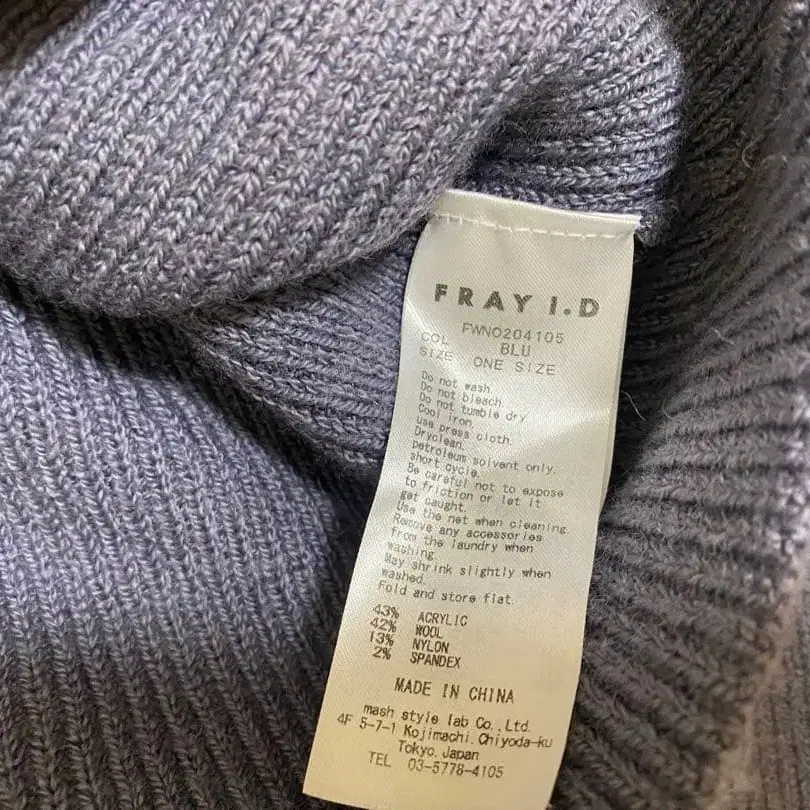 FRAY I.D
FWNO204105
COL BLU
SIZE ONE SIZE
Do not wash
Do not bleach
Do not tumble dry
Cool iron.
use press cloth.
Dryclean.
petroleum solvent only.
short cycle.
Be careful not to expose
to friction or let it
get caught.
Use the net when cleaning
Remove any accessories
from the laundry when
washing.
May shrink slightly when
washed.
Fold and store flat.
43% ACRYLIC
42% WOOL
13% NYLON
2% SPANDEX
MADE IN CHINA
mash style lab Co., Ltd.
4F 5-7-1 Kojimachi. Chiyoda-ku
Tokyo. Japan
TEL 03-5778-4105